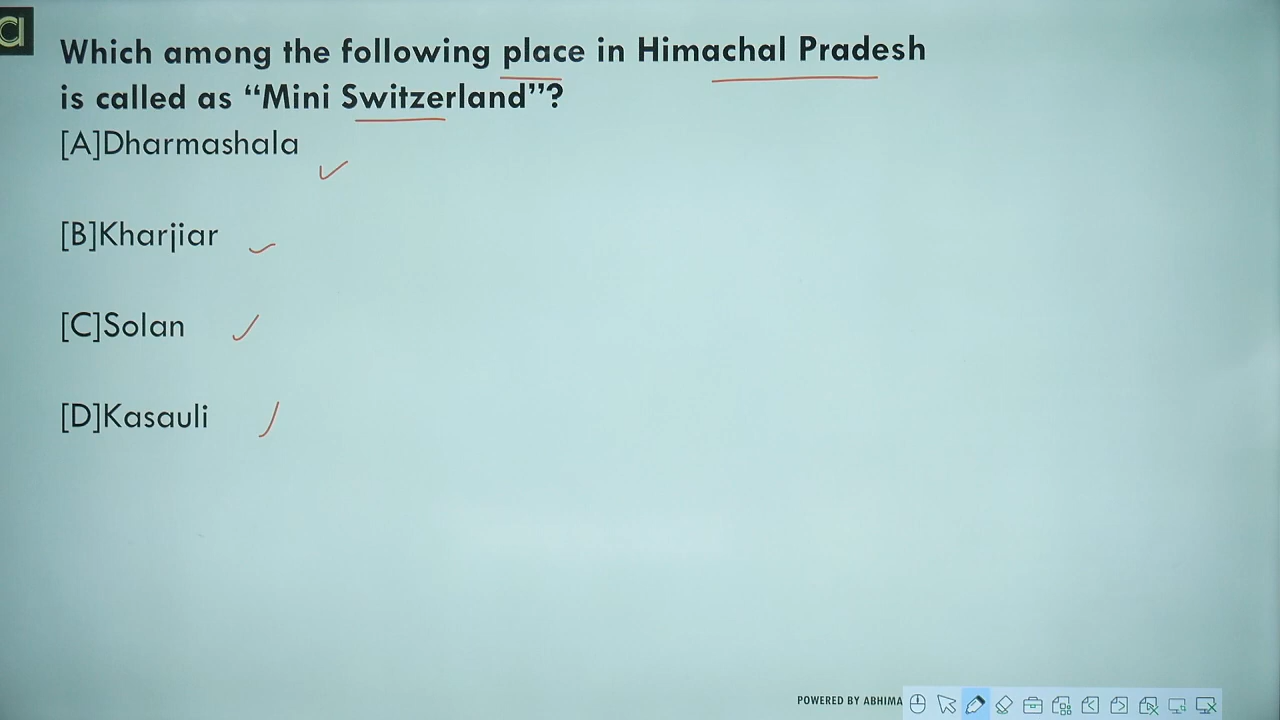 a
Which among the following place in Himachal Pradesh
is called as “Mini Switzerland”?
[A]Dharmashala
[B]Kharjiar
[C]Solan
[D]Kasauli
POWERED BY ABHIMA